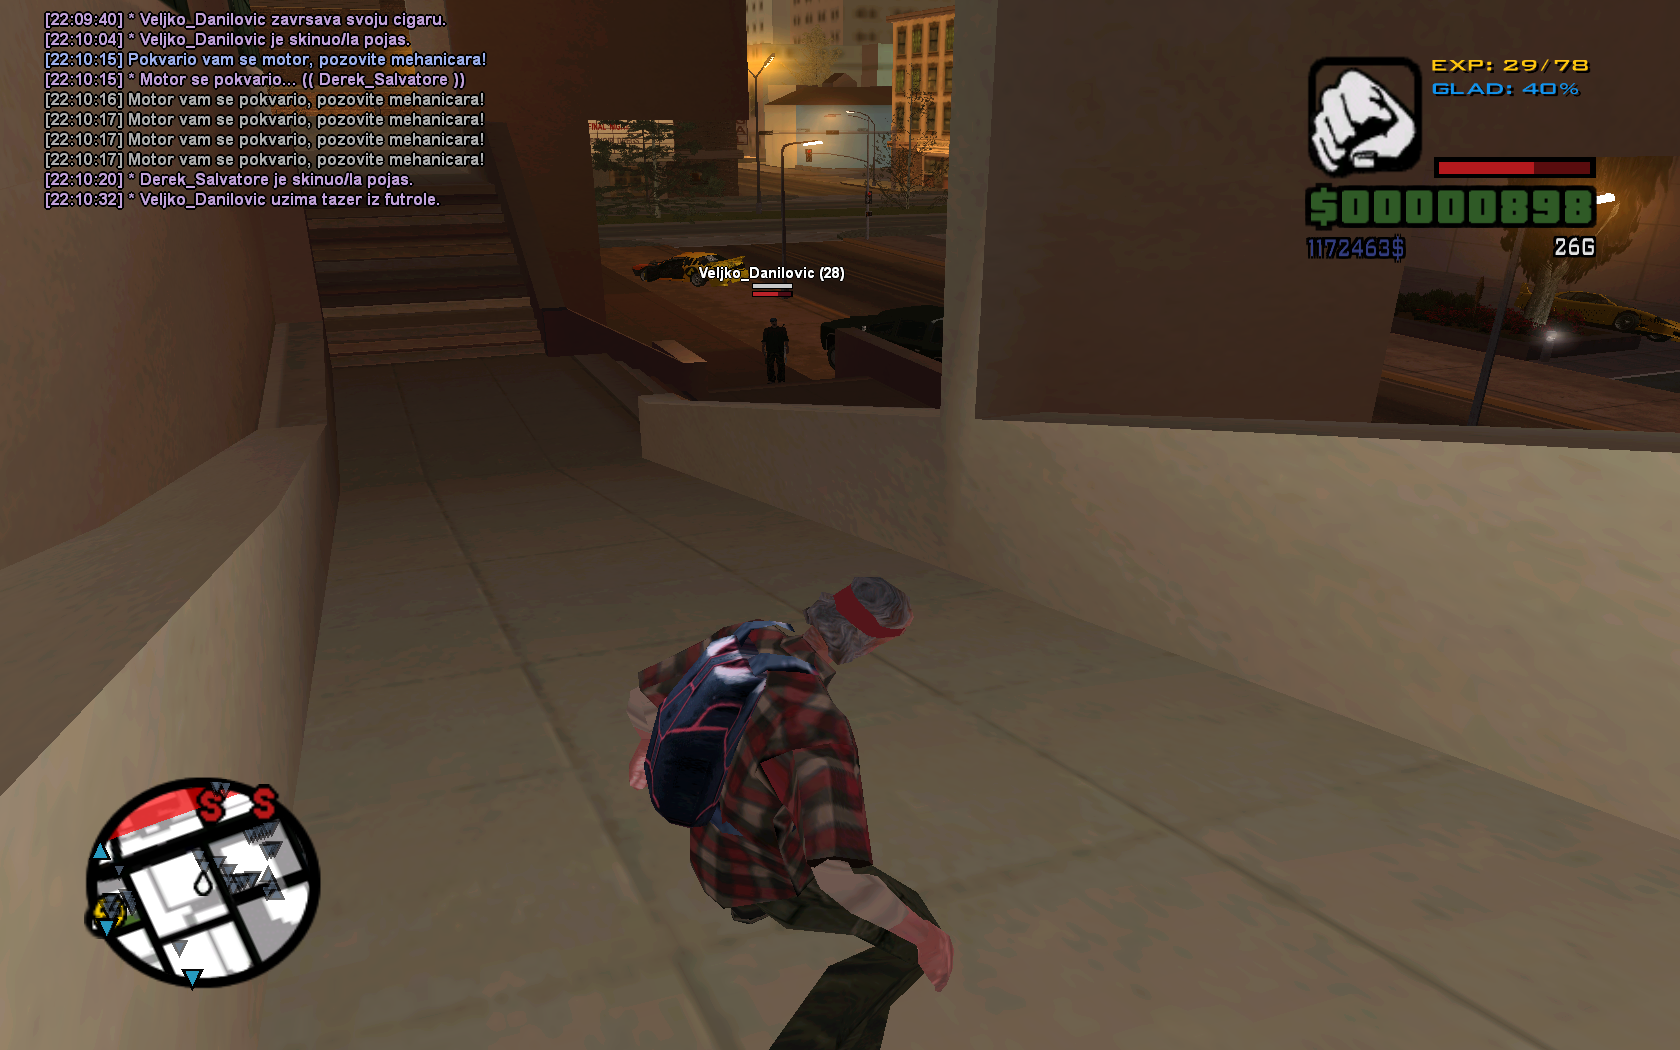 [22:09:40] * Veljko_Danilovic zavrsava svoju cigaru.
[22:10:04] * Veljko_Danilovic je skinuo/la pojas.
[22:10:15] Pokvario vam se motor, pozovite mehanicara!
[22:10:15] * Motor se pokvario... (( Derek_Salvatore ))
[22:10:16] Motor vam se pokvario, pozovite mehanicara!
[22:10:17] Motor vam se pokvario, pozovite mehanicara!
[22:10:17] Motor vam se pokvario, pozovite mehanicara!
[22:10:17] Motor vam se pokvario, pozovite mehanicara!
[22:10:20] * Derek_Salvatore je skinuo/la pojas.
[22:10:32] * Veljko_Danilovic uzima tazer iz futrole.
EXP: 29/78
GLAD: 40%
$00000898
1172463$
26G
Veljko_Danilovic (28)
$
$